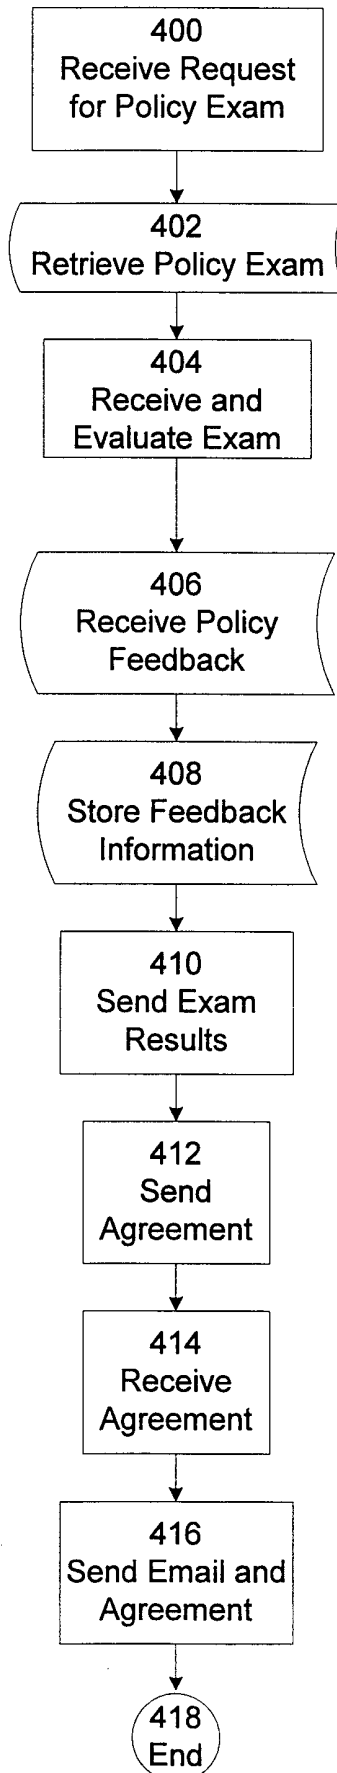 400
Receive Request
for Policy Exam
402
Retrieve Policy Exam
404
Receive and
Evaluate Exam
406
Receive Policy
Feedback
408
Store Feedback
Information
410
Send Exam
Results
412
Send
Agreement
414
Receive
Agreement
416
Send Email and
Agreement
418
End